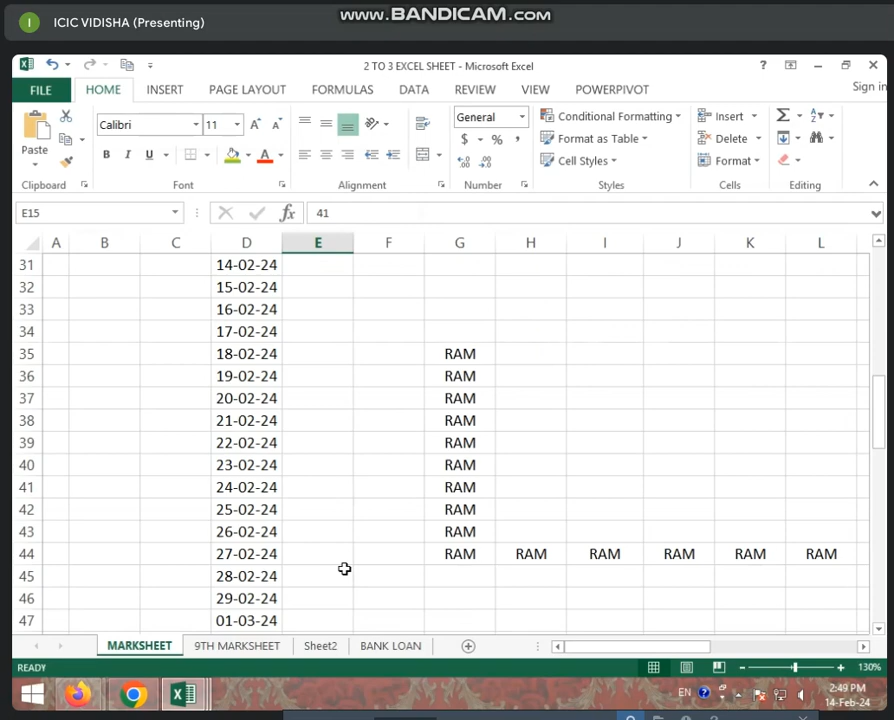 www.BANDICAM.com
I ICIC VIDISHA (Presenting)
2 TO 3 EXCEL SHEET - Microsoft Excel
FILE HOME INSERT PAGE LAYOUT FORMULAS DATA REVIEW VIEW POWERPIVOT Sign in
Calibri 11 General Conditional Formatting Insert
Paste Format as Table Delete
B I U Cell Styles Format
Clipboard Font Alignment Number Styles Cells Editing
E15 fx 41
A B C D E F G H I J K L
31 14-02-24
32 15-02-24
33 16-02-24
34 17-02-24
35 18-02-24 RAM
36 19-02-24 RAM
37 20-02-24 RAM
38 21-02-24 RAM
39 22-02-24 RAM
40 23-02-24 RAM
41 24-02-24 RAM
42 25-02-24 RAM
43 26-02-24 RAM
44 27-02-24 RAM RAM RAM RAM RAM RAM
45 28-02-24
46 29-02-24
47 01-03-24
MARKSHEET 9TH MARKSHEET Sheet2 BANK LOAN
READY 130%
EN 2:49 PM
14-Feb-24